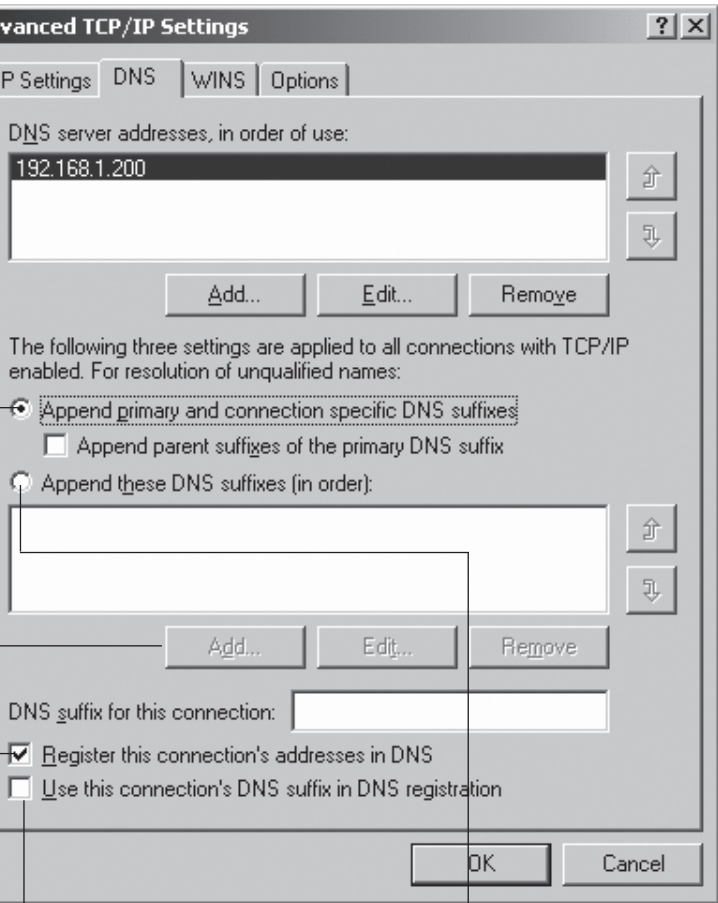 vanced TCP/IP Settings
P Settings DNS WINS Options
DNS server addresses, in order of use:
192.168.1.200
Add... Edit... Remove
The following three settings are applied to all connections with TCP/IP
enabled. For resolution of unqualified names:
Append primary and connection specific DNS suffixes
Append parent suffixes of the primary DNS suffix
Append these DNS suffixes (in order):
Add... Edit... Remove
DNS suffix for this connection:
Register this connection's addresses in DNS
Use this connection's DNS suffix in DNS registration
OK Cancel